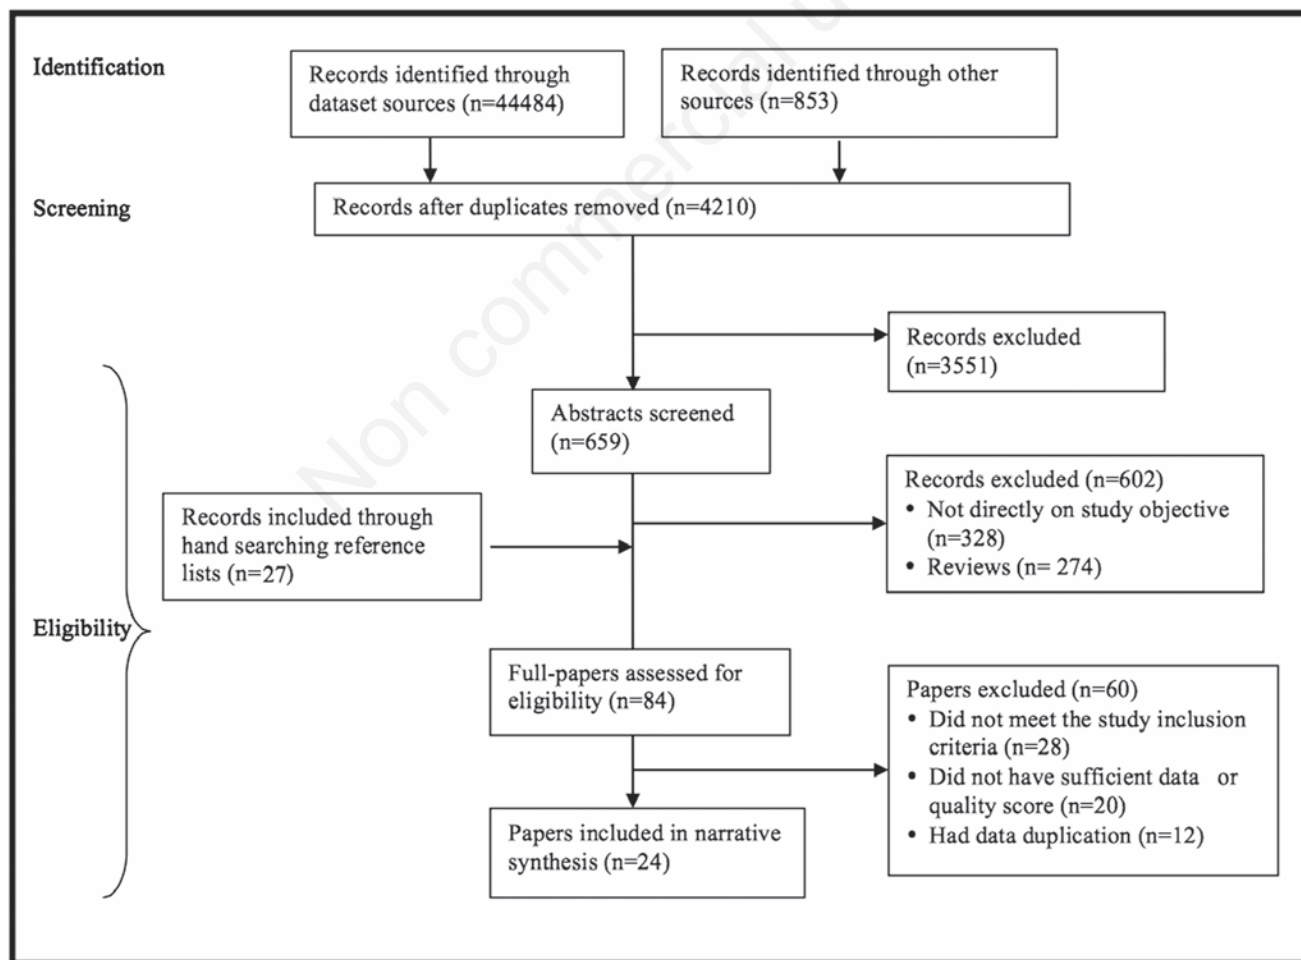 Identification
Records identified through
dataset sources (n=44484)
Records identified through other
sources (n=853)
Screening
Records after duplicates removed (n=4210)
Records excluded
(n=3551)
Abstracts screened
(n=659)
Records excluded (n=602)
• Not directly on study objective
(n=328)
• Reviews (n= 274)
Records included through
hand searching reference
lists (n=27)
Eligibility
Full-papers assessed for
eligibility (n=84)
Papers excluded (n=60)
• Did not meet the study inclusion
criteria (n=28)
• Did not have sufficient data or
quality score (n=20)
• Had data duplication (n=12)
Papers included in narrative
synthesis (n=24)
Non commercial